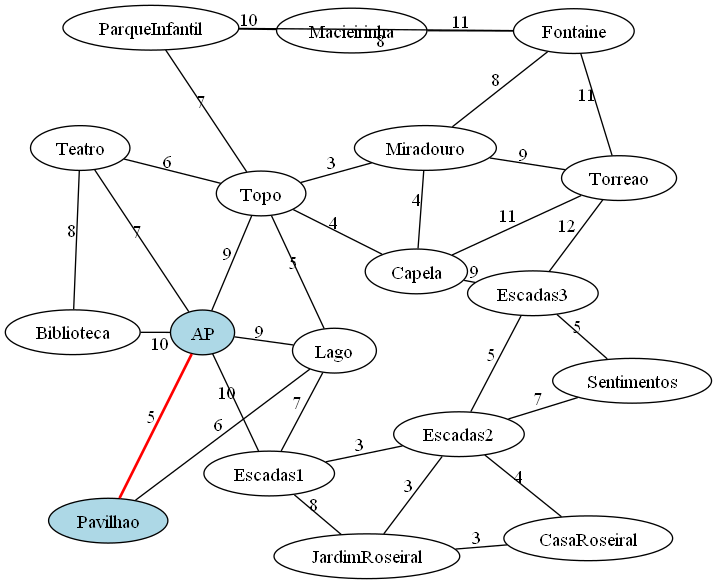 ParqueInfantil
10
Macieirinha
11
Fontaine
8
7
8
11
Teatro
6
Miradouro
3
9
Torreao
Topo
4
4
11
12
8
7
9
5
Capela
9
Escadas3
Biblioteca
10
AP
9
Lago
5
5
Sentimentos
10
7
7
5
6
Escadas2
3
Escadas1
3
4
8
Pavilhao
JardimRoseiral
3
CasaRoseiral